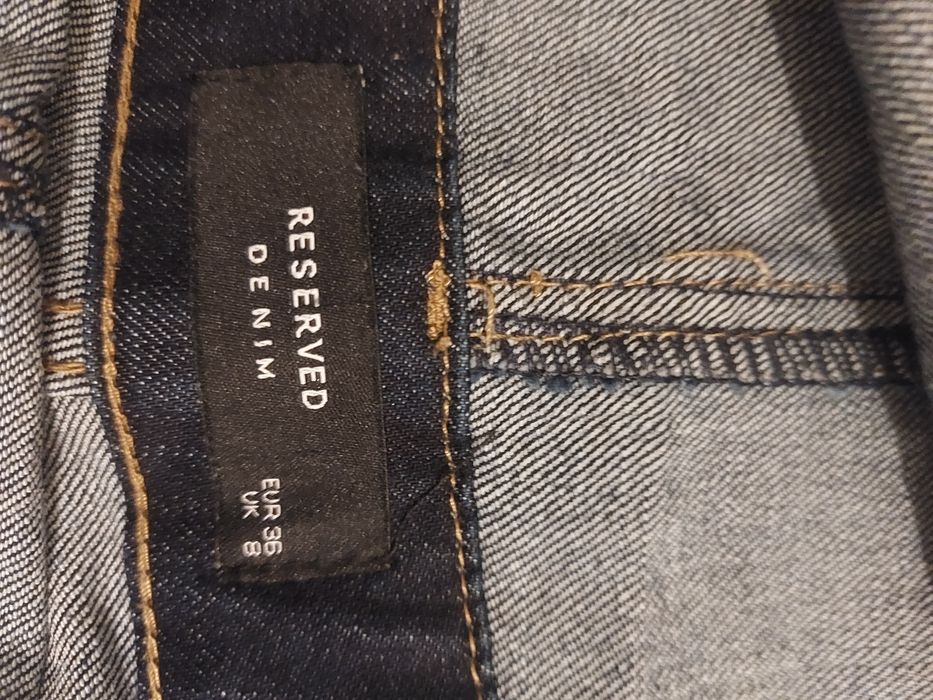 RESERVED
DENIM
EUR 36
UK 8